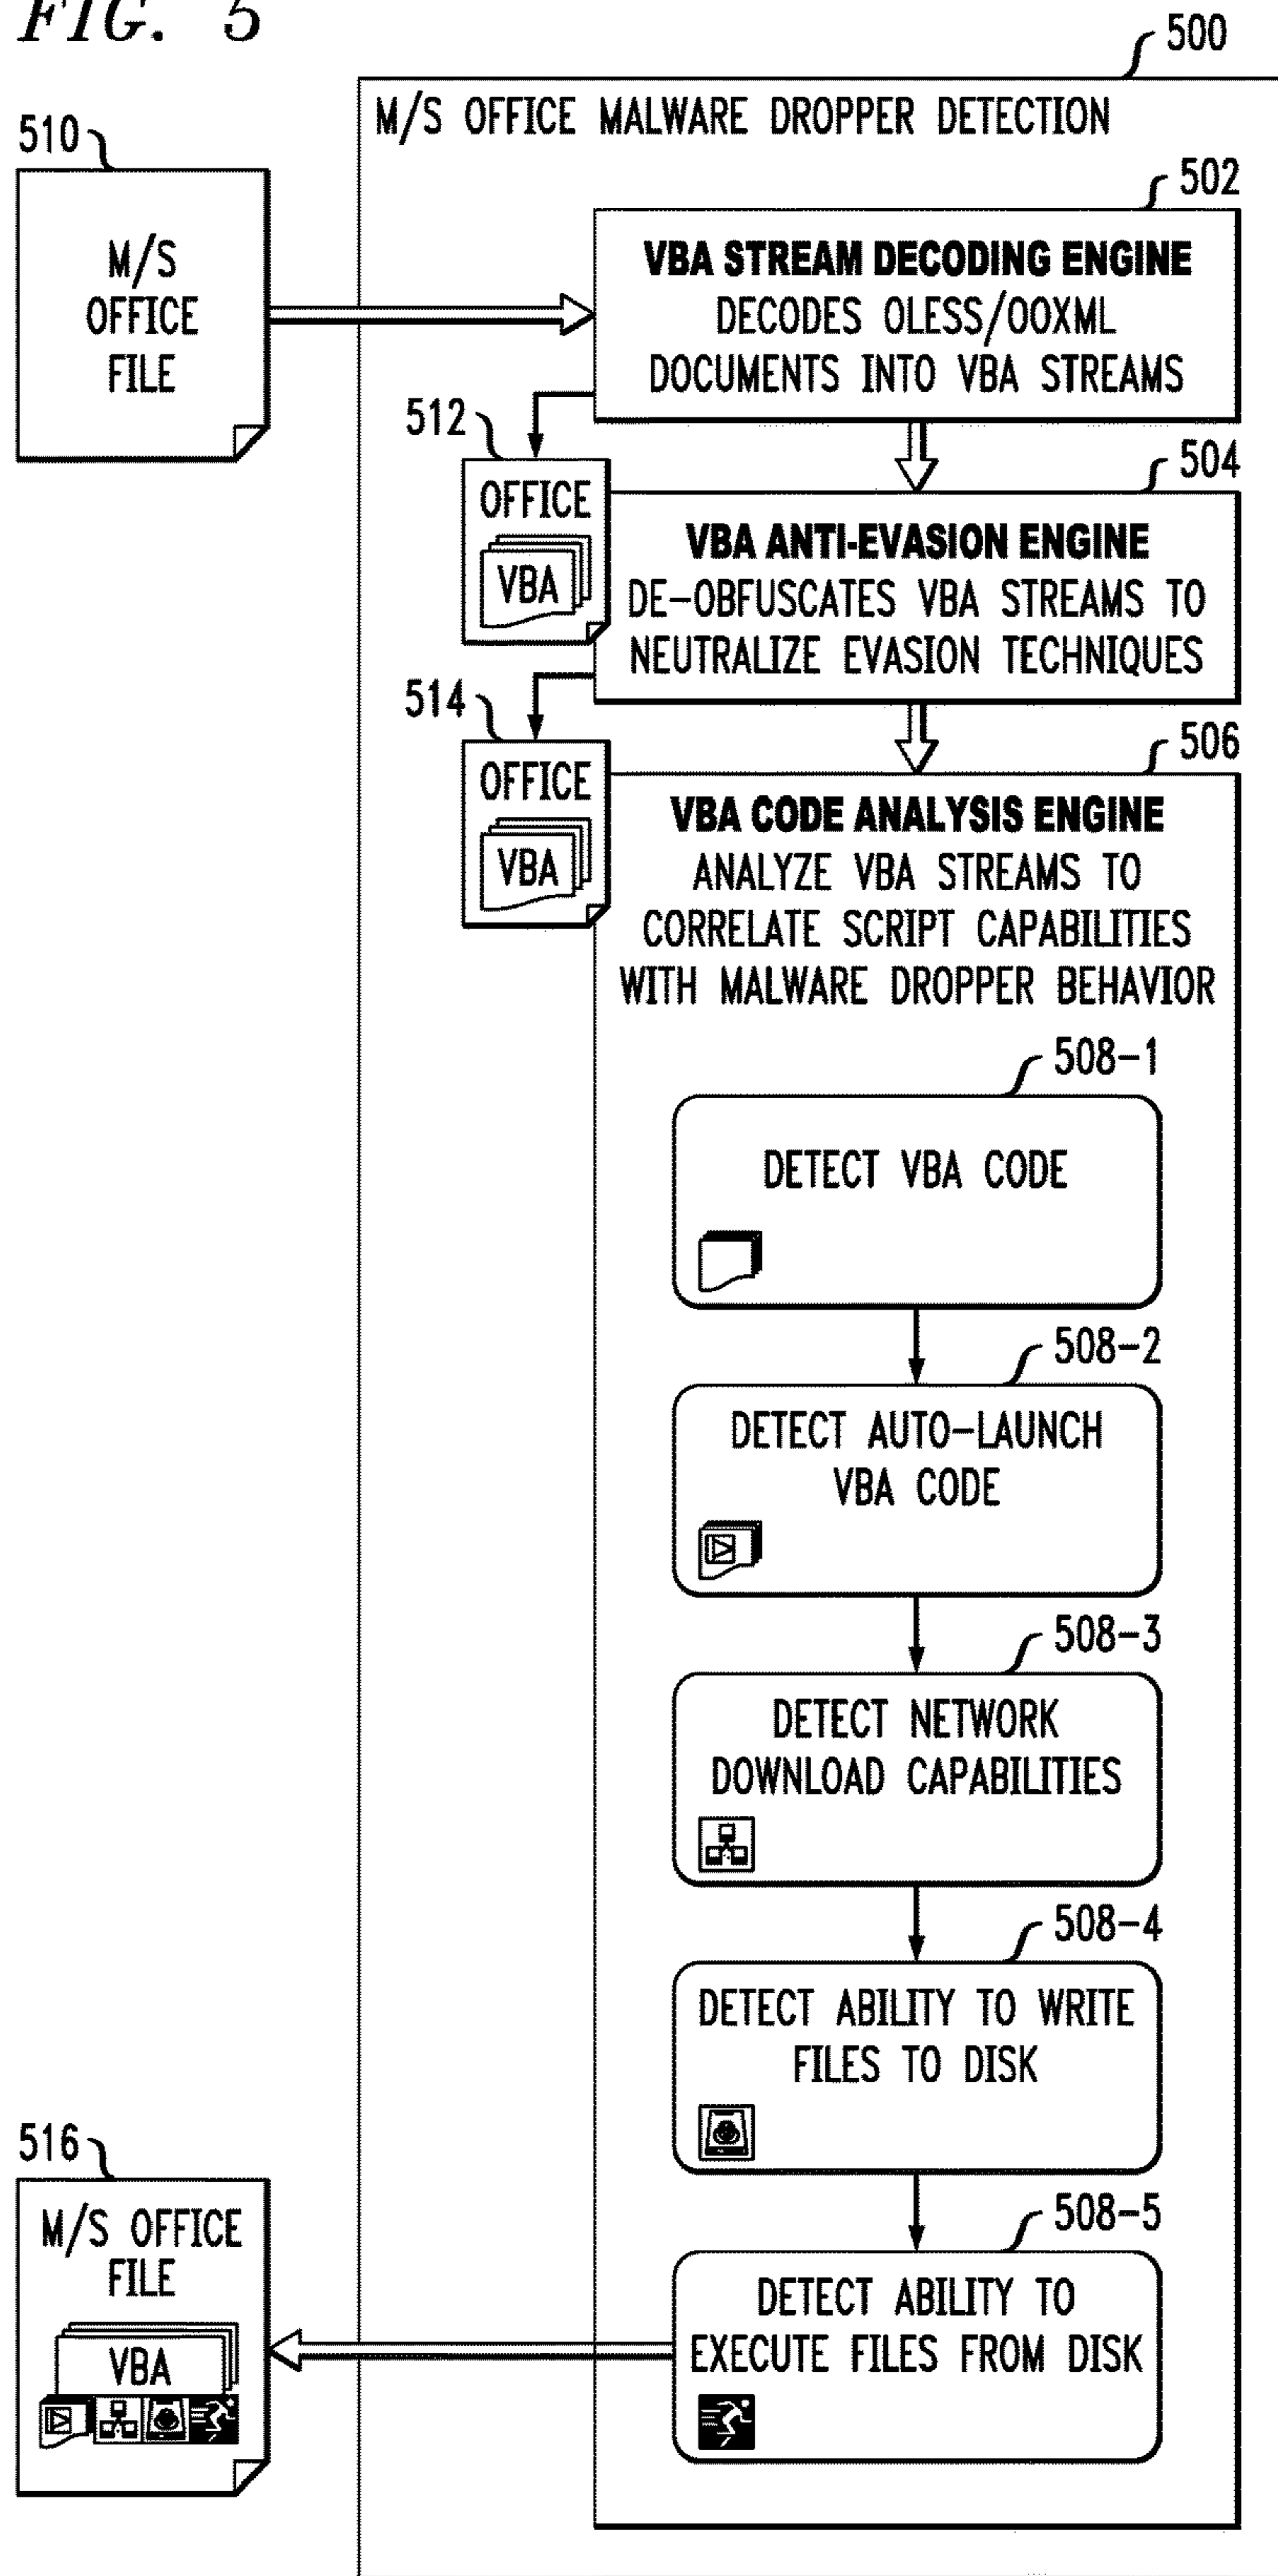 FIG. 5
500
M/S OFFICE MALWARE DROPPER DETECTION
510
M/S
OFFICE
FILE
502
VBA STREAM DECODING ENGINE
DECODES OLESS/OOXML
DOCUMENTS INTO VBA STREAMS
512
OFFICE
VBA
504
VBA ANTI-EVASION ENGINE
DE-OBFUSCATES VBA STREAMS TO
NEUTRALIZE EVASION TECHNIQUES
514
OFFICE
VBA
506
VBA CODE ANALYSIS ENGINE
ANALYZE VBA STREAMS TO
CORRELATE SCRIPT CAPABILITIES
WITH MALWARE DROPPER BEHAVIOR
508-1
DETECT VBA CODE
508-2
DETECT AUTO-LAUNCH
VBA CODE
508-3
DETECT NETWORK
DOWNLOAD CAPABILITIES
508-4
DETECT ABILITY TO WRITE
FILES TO DISK
508-5
DETECT ABILITY TO
EXECUTE FILES FROM DISK
516
M/S OFFICE
FILE
VBA